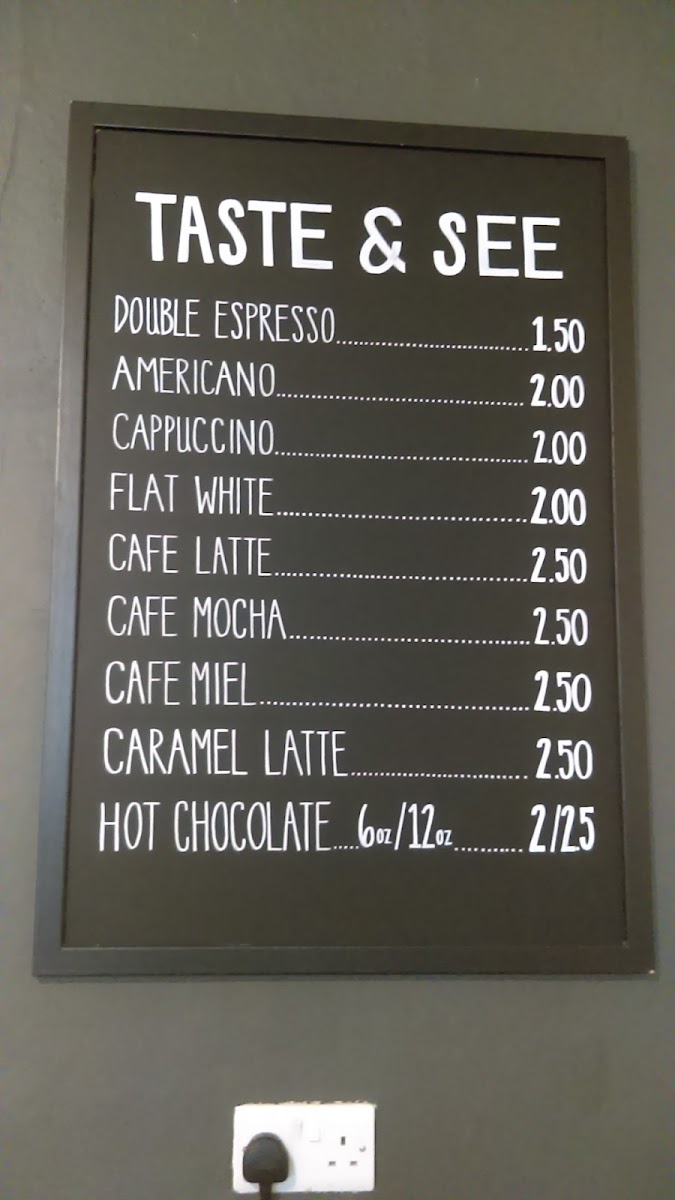 TASTE & SEE
DOUBLE ESPRESSO 1.50
AMERICANO 2.00
CAPPUCCINO 2.00
FLAT WHITE 2.00
CAFE LATTE 2.50
CAFE MOCHA 2.50
CAFE MIEL 2.50
CARAMEL LATTE 2.50
HOT CHOCOLATE 6oz/12oz 2/2.5